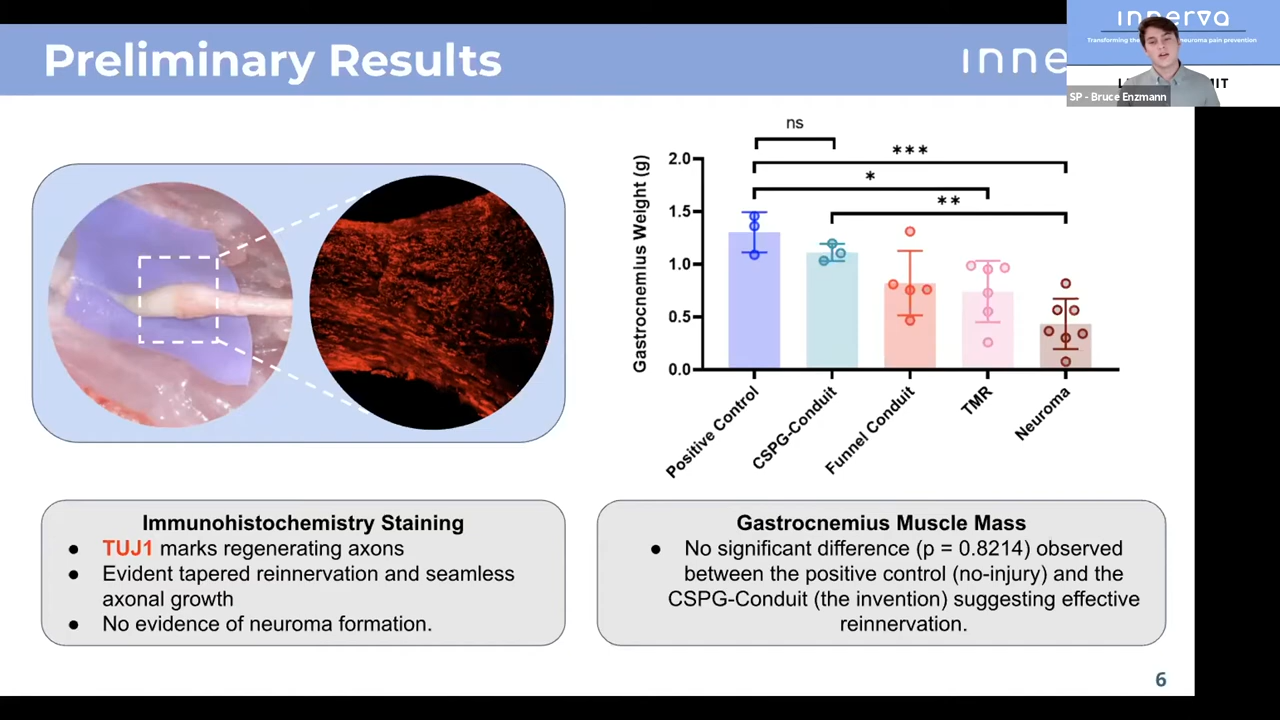 Preliminary Results
inne
innerva
Transforming the neuroma pain prevention
SP - Bruce Enzmann
ns
***
*
**
Gastrocnemius Weight (g)
2.0
1.5
1.0
0.5
0.0
Positive Control
CSPG-Conduit
Funnel Conduit
TMR
Neuroma
Immunohistochemistry Staining
● TUJ1 marks regenerating axons
● Evident tapered reinnervation and seamless
axonal growth
● No evidence of neuroma formation.
Gastrocnemius Muscle Mass
● No significant difference (p = 0.8214) observed
between the positive control (no-injury) and the
CSPG-Conduit (the invention) suggesting effective
reinnervation.
6